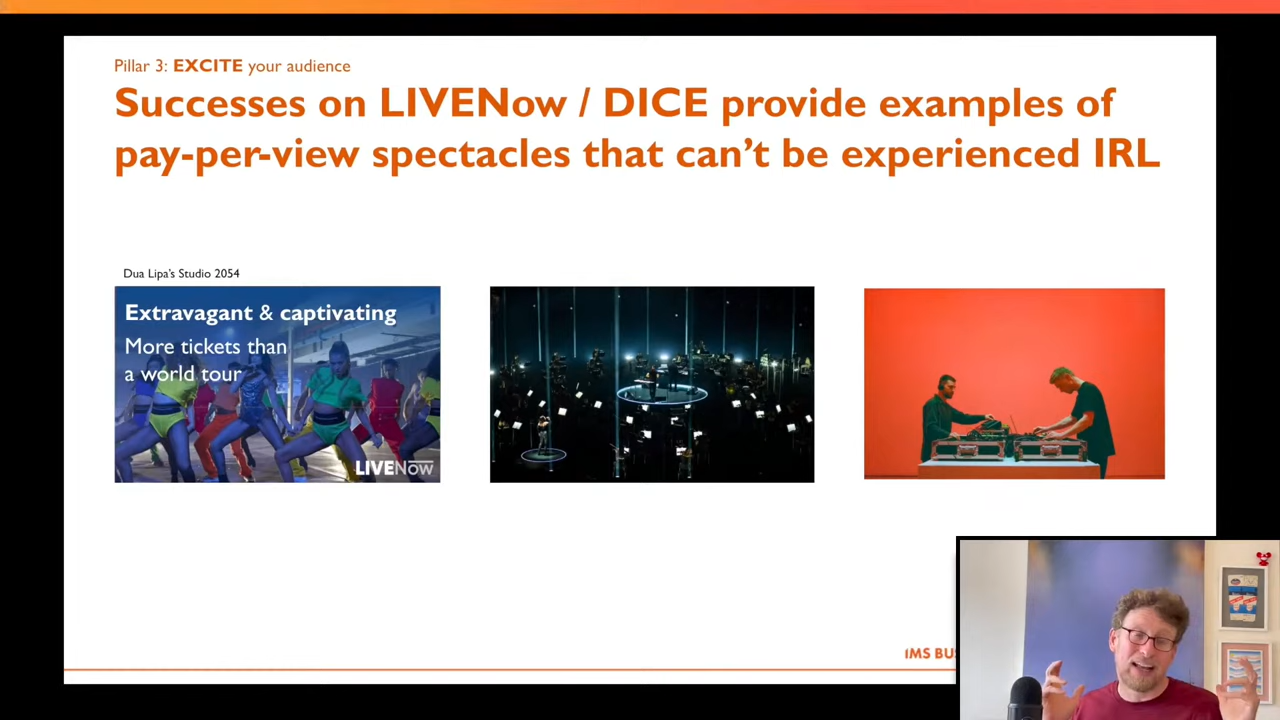 Pillar 3: EXCITE your audience
Successes on LIVENow / DICE provide examples of
pay-per-view spectacles that can't be experienced IRL
Dua Lipa's Studio 2054
Extravagant & captivating
More tickets than
a world tour
LIVENow
IMS BUS